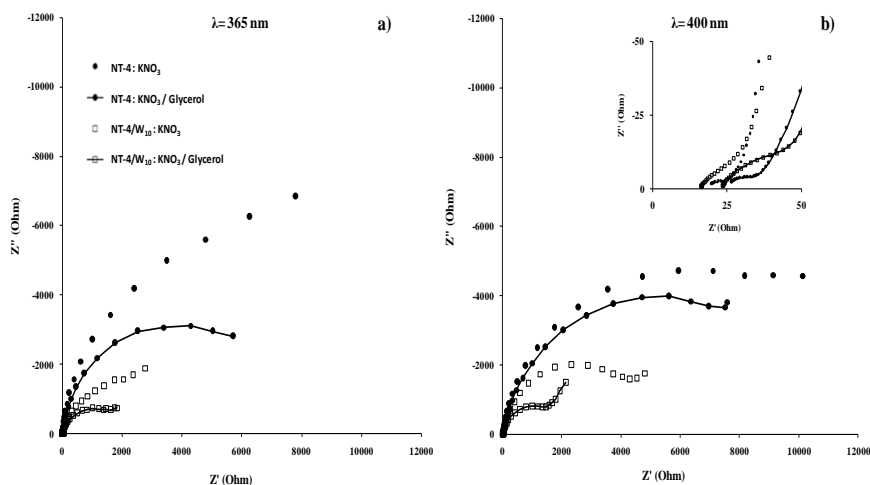 λ= 365 nm
a)
NT-4 : KNO₃
NT-4 : KNO₃ / Glycerol
NT-4/W₁₀ : KNO₃
NT-4/W₁₀ : KNO₃ / Glycerol
-12000
-10000
-8000
-6000
-4000
-2000
0
Z'' (Ohm)
0 2000 4000 6000 8000 10000 12000
Z' (Ohm)
λ= 400 nm
b)
-50
-25
0
Z'' (Ohm)
0 25 50
Z' (Ohm)
-12000
-10000
-8000
-6000
-4000
-2000
0
Z'' (Ohm)
0 2000 4000 6000 8000 10000 12000
Z' (Ohm)